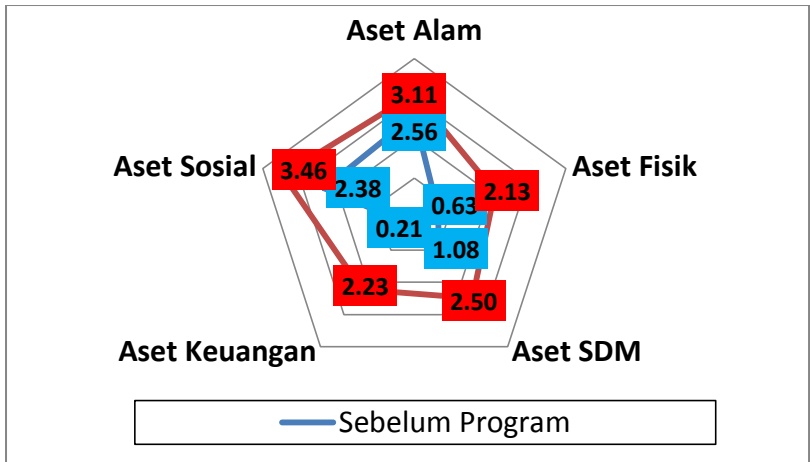 Aset Alam
3.11
2.56
Aset Sosial
3.46
2.38
0.63
2.13
Aset Fisik
0.21
1.08
2.23
2.50
Aset Keuangan
Aset SDM
Sebelum Program